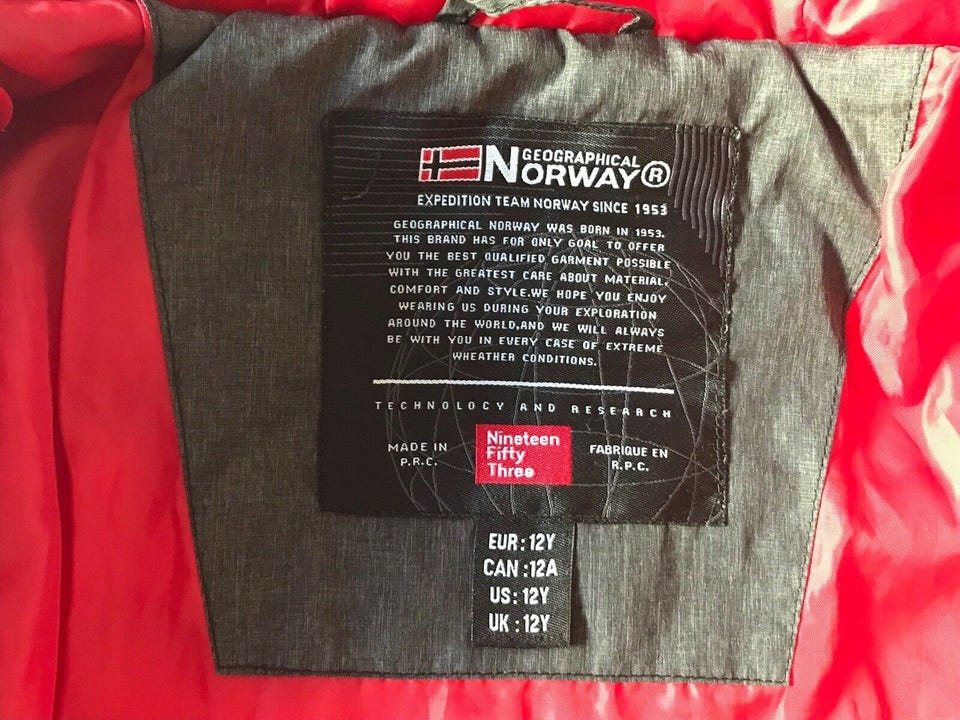 GEOGRAPHICAL
NORWAY®
EXPEDITION TEAM NORWAY SINCE 1953
GEOGRAPHICAL NORWAY WAS BORN IN 1953.
THIS BRAND HAS FOR ONLY GOAL TO OFFER
YOU THE BEST QUALIFIED GARMENT POSSIBLE
WITH THE GREATEST CARE ABOUT MATERIAL,
COMFORT AND STYLE.WE HOPE YOU ENJOY
WEARING US DURING YOUR EXPLORATION
AROUND THE WORLD,AND WE WILL ALWAYS
BE WITH YOU IN EVERY CASE OF EXTREME
WHEATHER CONDITIONS.
TECHNOLOGY AND RESEARCH
MADE IN
P.R.C.
Nineteen
Fifty
Three
FABRIQUE EN
R.P.C.
EUR : 12Y
CAN : 12A
US : 12Y
UK : 12Y